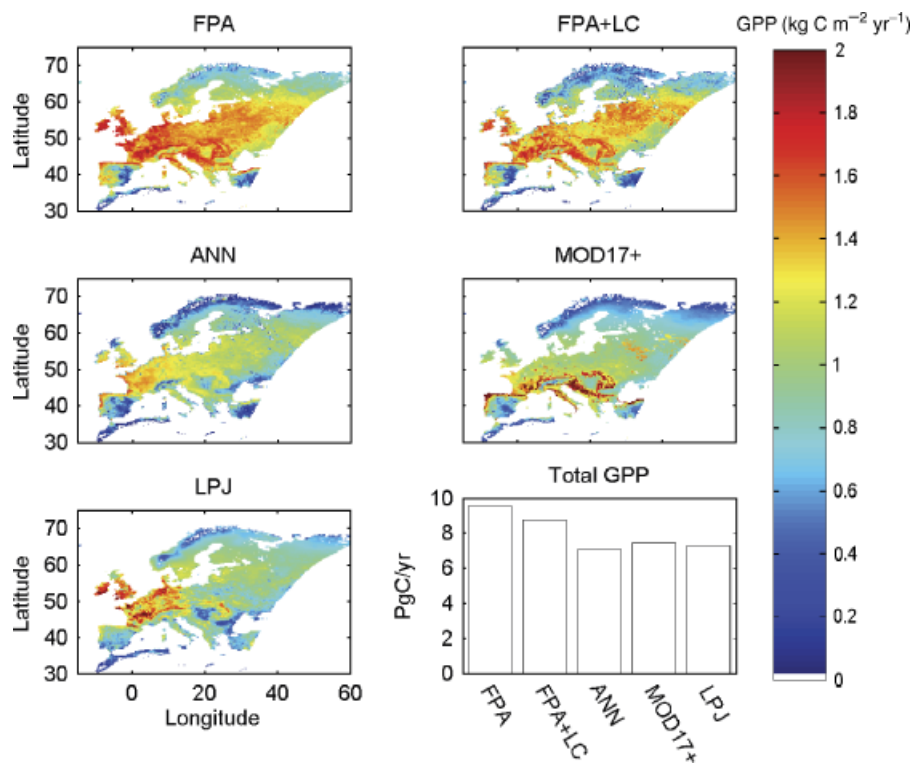 FPA
FPA+LC
GPP (kg C m⁻² yr⁻¹)
Latitude
70
60
50
40
30
2
1.8
1.6
1.4
1.2
1
0.8
0.6
0.4
0.2
0
ANN
MOD17+
Latitude
70
60
50
40
30
LPJ
Latitude
70
60
50
40
30
0 20 40 60
Longitude
Total GPP
PgC/yr
10
8
6
4
2
0
FPA
FPA+LC
ANN
MOD17+
LPJ